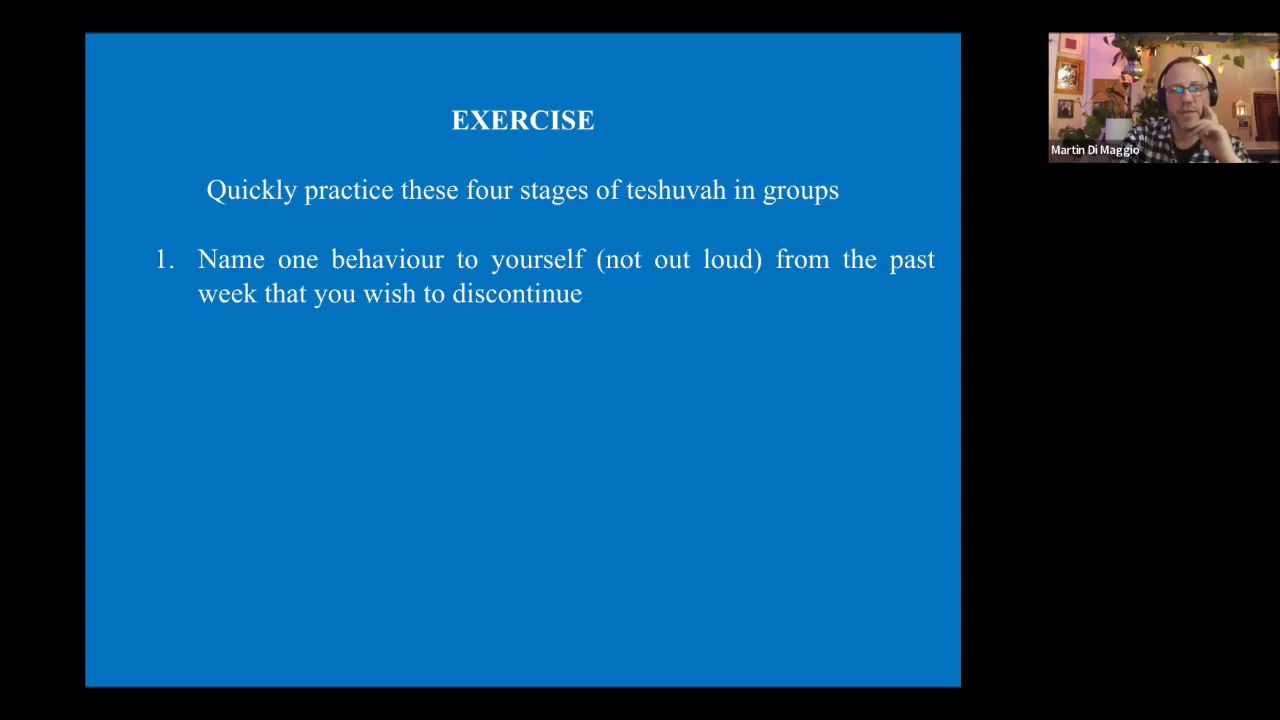 EXERCISE
Quickly practice these four stages of teshuvah in groups
1. Name one behaviour to yourself (not out loud) from the past
week that you wish to discontinue
Martin Di Maggio